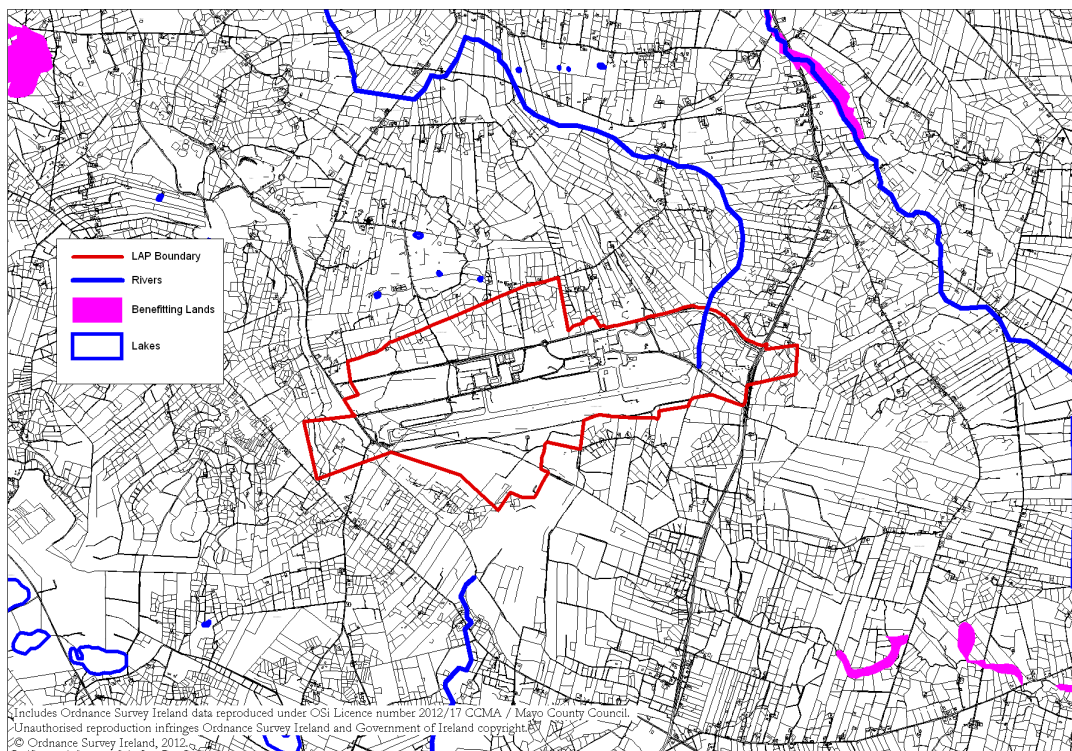 LAP Boundary
Rivers
Benefitting Lands
Lakes
Includes Ordnance Survey Ireland data reproduced under OSi Licence number 2012/17 CCMA / Mayo County Council.
Unauthorised reproduction infringes Ordnance Survey Ireland and Government of Ireland copyright.
© Ordnance Survey Ireland, 2012.